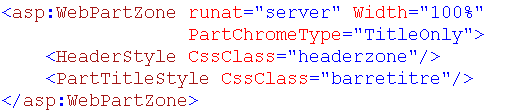 <asp:WebPartZone runat="server" Width="100%"
PartChromeType="TitleOnly">
<HeaderStyle CssClass="headerzone"/>
<PartTitleStyle CssClass="barretitre"/>
</asp:WebPartZone>